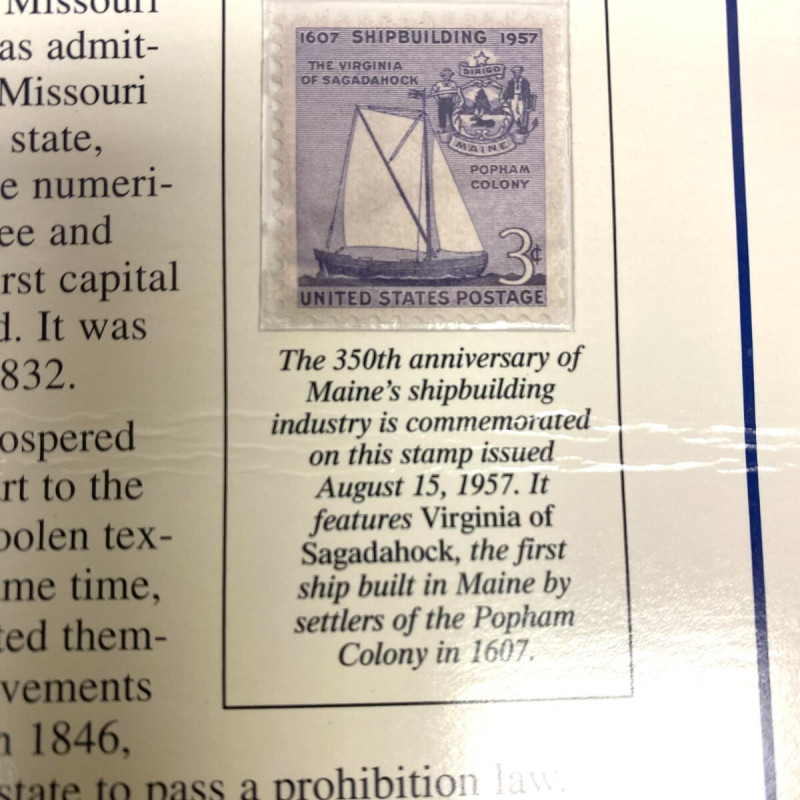 Missouri
as admit-
Missouri
state,
e numeri-
ee and
rst capital
d. It was
832.
ospered
rt to the
oolen tex-
me time,
ted them-
vements
n 1846,
state to pass a prohibition law.
1607 SHIPBUILDING 1957
THE VIRGINIA
OF SAGADAHOCK
DIRIGO
MAINE
POPHAM
COLONY
3¢
UNITED STATES POSTAGE
The 350th anniversary of
Maine's shipbuilding
industry is commemorated
on this stamp issued
August 15, 1957. It
features Virginia of
Sagadahock, the first
ship built in Maine by
settlers of the Popham
Colony in 1607.